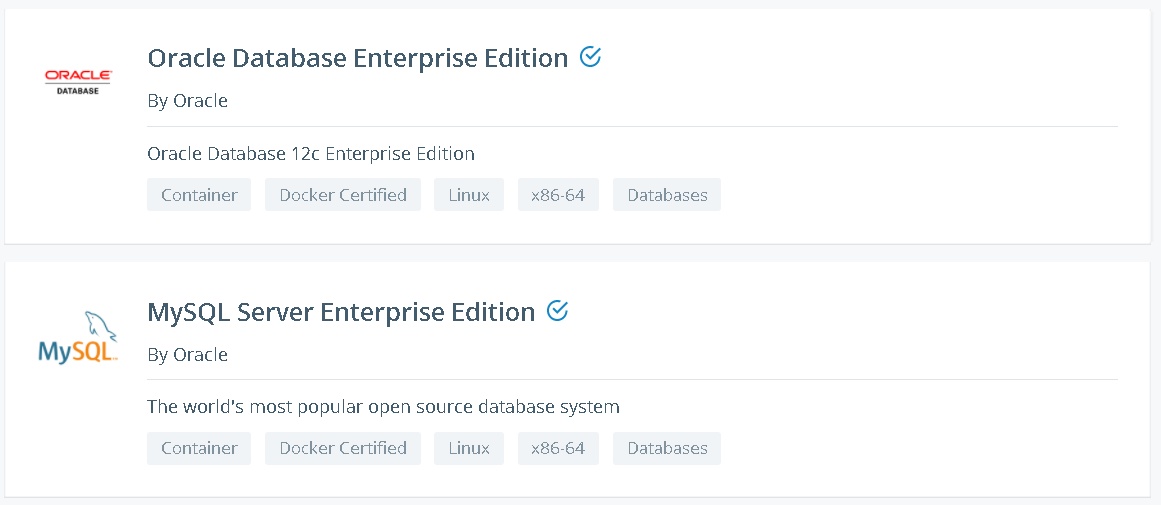 ORACLE
DATABASE
Oracle Database Enterprise Edition
By Oracle
Oracle Database 12c Enterprise Edition
Container Docker Certified Linux x86-64 Databases
MySQL
MySQL Server Enterprise Edition
By Oracle
The world's most popular open source database system
Container Docker Certified Linux x86-64 Databases